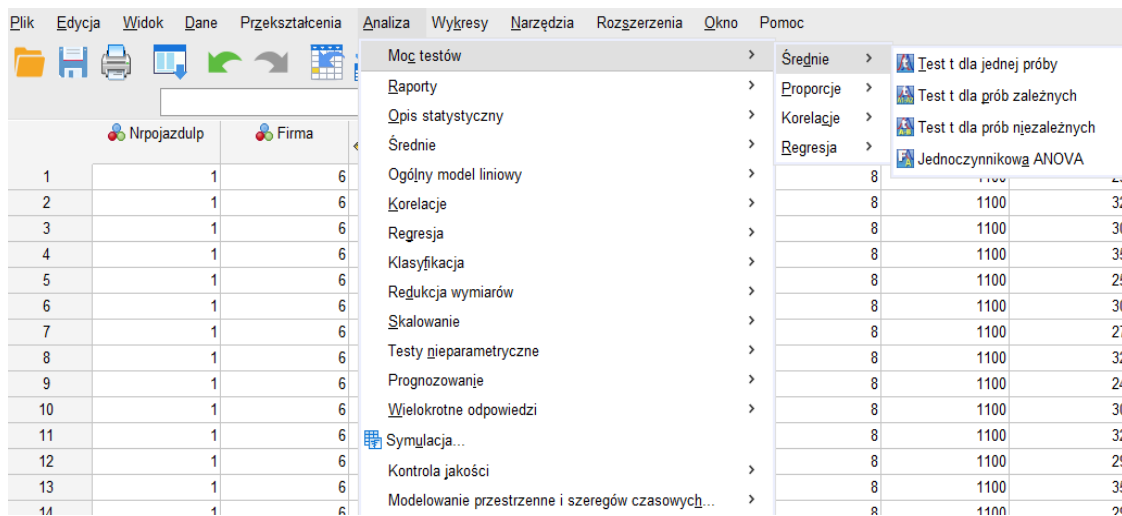 Plik Edycja Widok Dane Przekształcenia Analiza Wykresy Narzędzia Rozszerzenia Okno Pomoc
Moc testów
Raporty
Opis statystyczny
Średnie
Ogólny model liniowy
Korelacje
Regresja
Klasyfikacja
Redukcja wymiarów
Skalowanie
Testy nieparametryczne
Prognozowanie
Wielokrotne odpowiedzi
Symulacja...
Kontrola jakości
Modelowanie przestrzenne i szeregów czasowych...
Średnie
Proporcje
Korelacje
Regresja
Test t dla jednej próby
Test t dla prób zależnych
Test t dla prób niezależnych
Jednoczynnikowa ANOVA
Nrpojazdulp Firma
1 1 6 8
2 1 6 8 1100
3 1 6 8 1100
4 1 6 8 1100
5 1 6 8 1100
6 1 6 8 1100
7 1 6 8 1100
8 1 6 8 1100
9 1 6 8 1100
10 1 6 8 1100
11 1 6 8 1100
12 1 6 8 1100
13 1 6 8 1100
14 1 6 8 1100